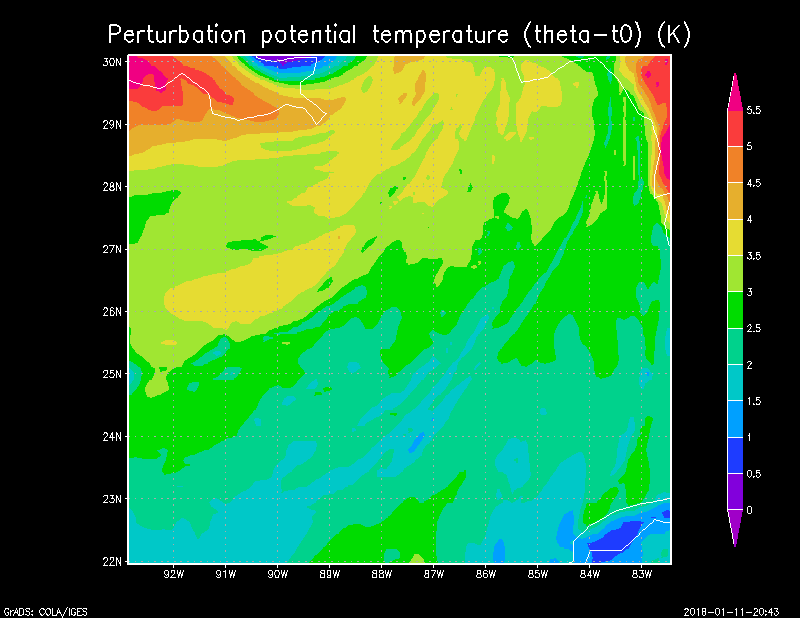 Perturbation potential temperature (theta−t0) (K)
30N
29N
28N
27N
26N
25N
24N
23N
22N
92W 91W 90W 89W 88W 87W 86W 85W 84W 83W
5.5
5
4.5
4
3.5
3
2.5
2
1.5
1
0.5
0
GrADS: COLA/IGES 2018−01−11−20:43